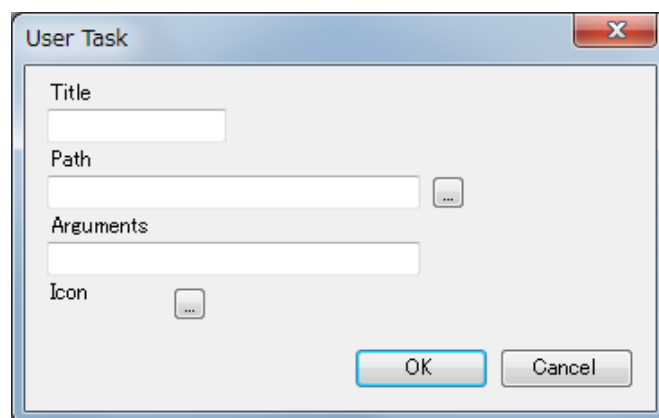 User Task
Title
Path
...
Arguments
Icon
...
OK
Cancel